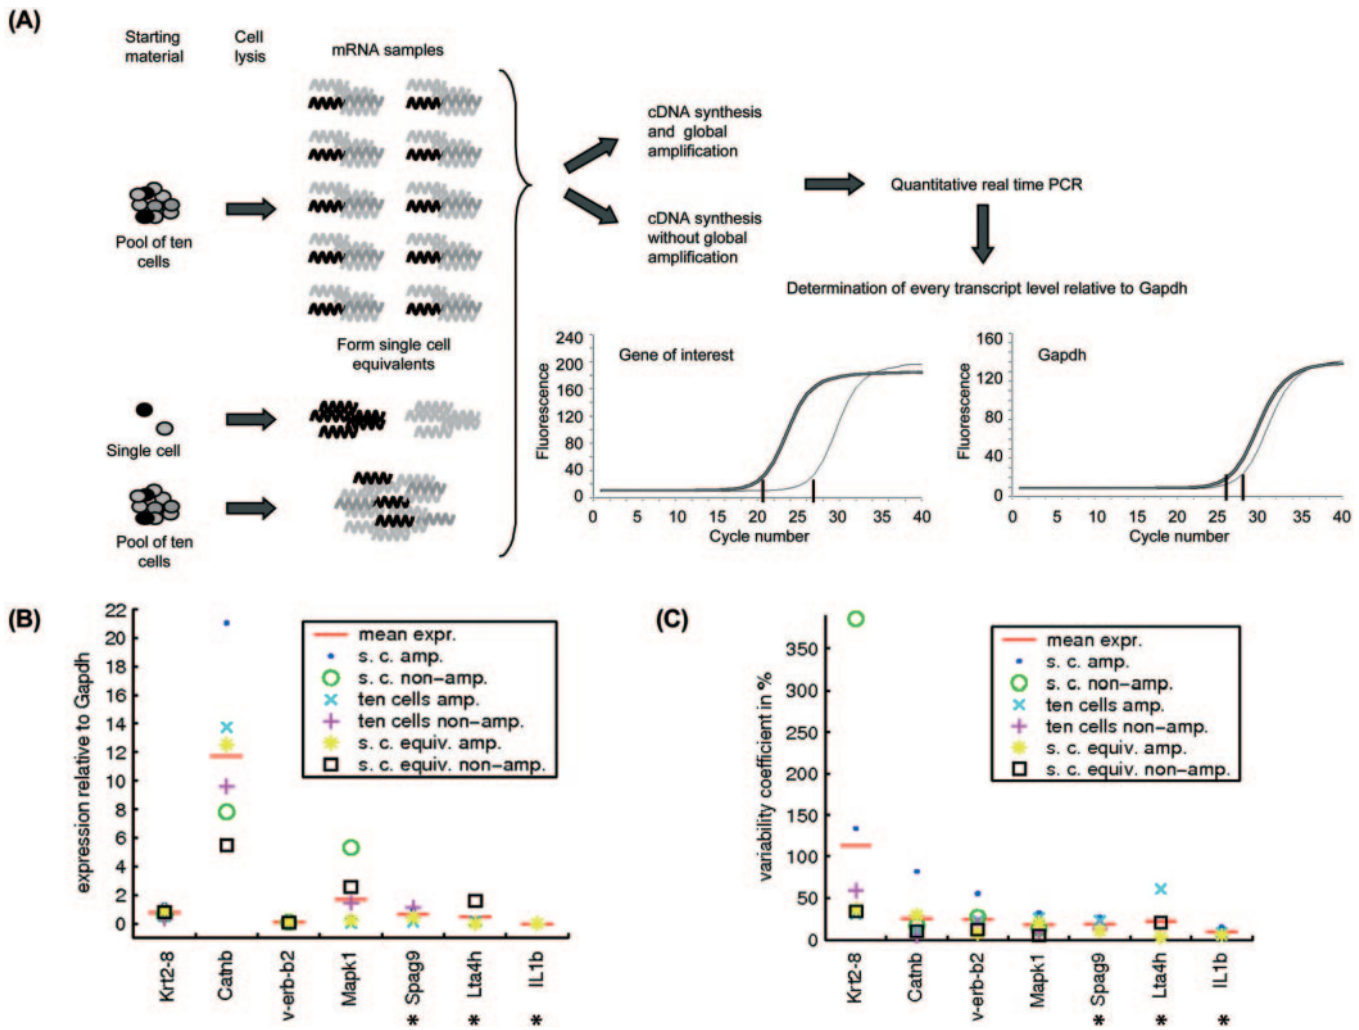 (A)
Starting material
Cell lysis
mRNA samples
Pool of ten cells
Form single cell equivalents
Single cell
Pool of ten cells
cDNA synthesis and global amplification
cDNA synthesis without global amplification
Quantitative real time PCR
Determination of every transcript level relative to Gapdh
Gene of interest
Fluorescence
240
200
160
120
80
40
0
0 5 10 15 20 25 30 35 40
Cycle number
Gapdh
Fluorescence
160
120
80
40
0
0 5 10 15 20 25 30 35 40
Cycle number
(B)
expression relative to Gapdh
22
20
18
16
14
12
10
8
6
4
2
0
mean expr.
s. c. amp.
s. c. non-amp.
ten cells amp.
ten cells non-amp.
s. c. equiv. amp.
s. c. equiv. non-amp.
Krt2-8
Catnb
v-erb-b2
Mapk1
* Spag9
* Lta4h
* IL1b
(C)
variability coefficient in %
350
300
250
200
150
100
50
0
mean expr.
s. c. amp.
s. c. non-amp.
ten cells amp.
ten cells non-amp.
s. c. equiv. amp.
s. c. equiv. non-amp.
Krt2-8
Catnb
v-erb-b2
Mapk1
* Spag9
* Lta4h
* IL1b